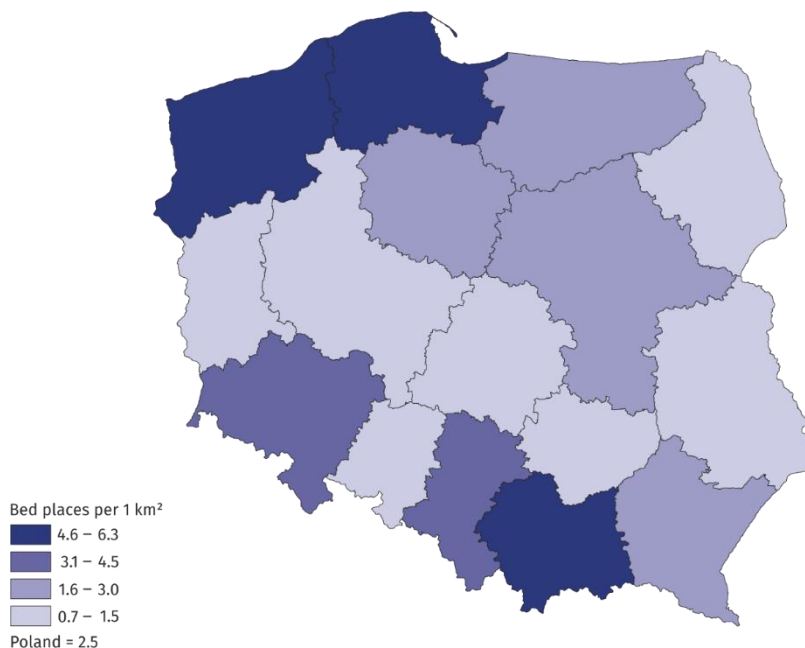 Bed places per 1 km²
4.6 – 6.3
3.1 – 4.5
1.6 – 3.0
0.7 – 1.5
Poland = 2.5